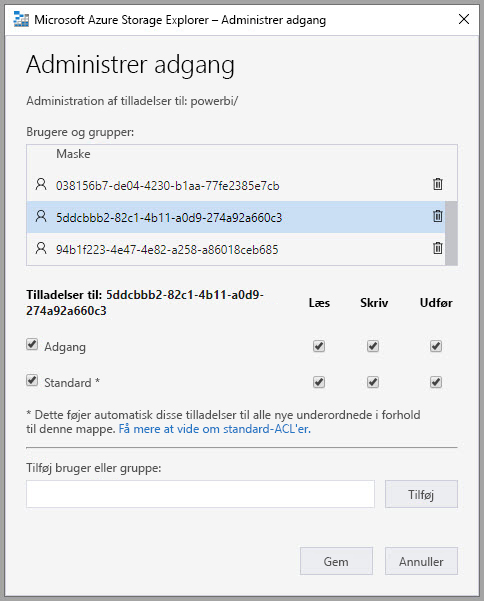 Microsoft Azure Storage Explorer – Administrer adgang
Administrer adgang
Administration af tilladelser til: powerbi/
Brugere og grupper:
Maske
038156b7-de04-4230-b1aa-77fe2385e7cb
5ddcbbb2-82c1-4b11-a0d9-274a92a660c3
94b1f223-4e47-4e82-a258-a86018ceb685
Tilladelser til: 5ddcbbb2-82c1-4b11-a0d9-
274a92a660c3
Læs Skriv Udfør
Adgang
Standard *
* Dette føjer automatisk disse tilladelser til alle nye underordnede i forhold
til denne mappe. Få mere at vide om standard-ACL'er.
Tilføj bruger eller gruppe:
Tilføj
Gem Annuller